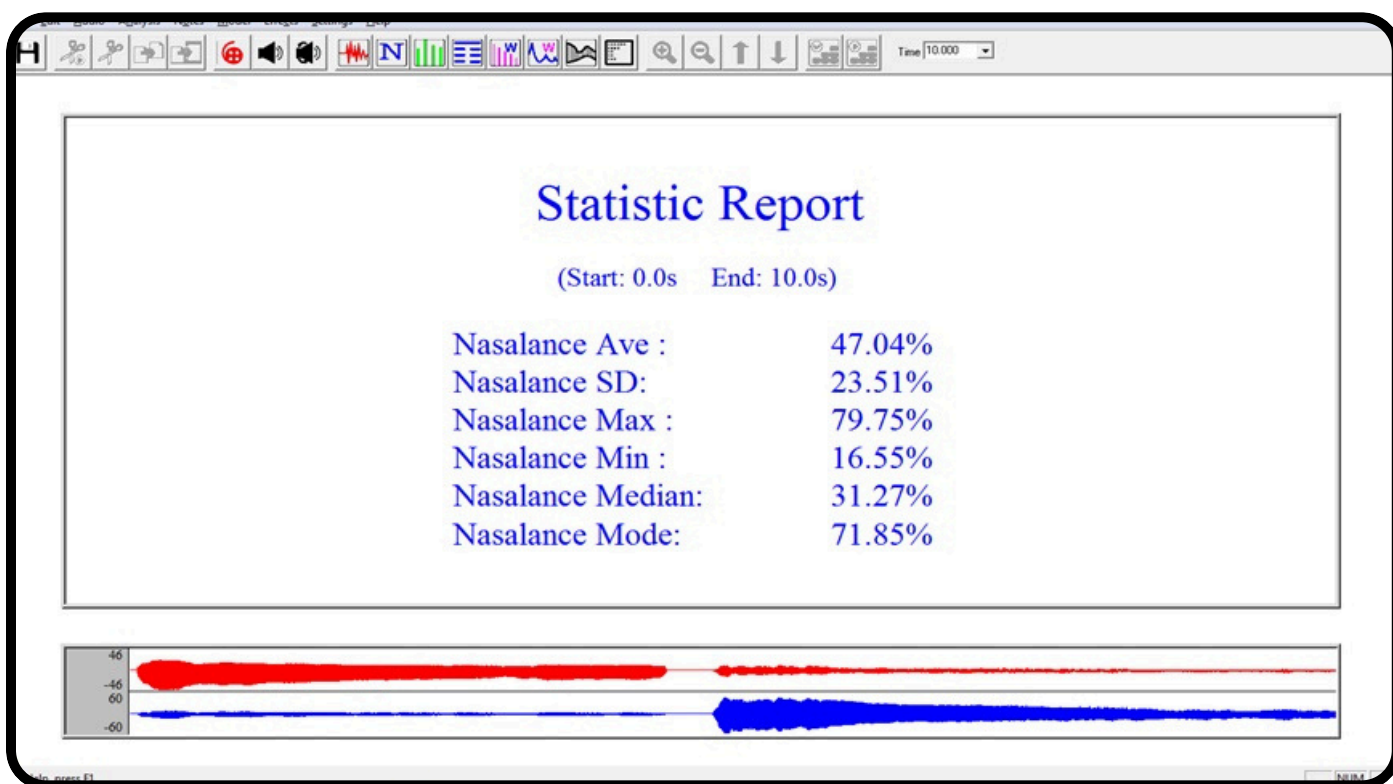 Time 10.000
Statistic Report
(Start: 0.0s End: 10.0s)
Nasalance Ave : 47.04%
Nasalance SD: 23.51%
Nasalance Max : 79.75%
Nasalance Min : 16.55%
Nasalance Median: 31.27%
Nasalance Mode: 71.85%
46
-46
60
-60
press F1
NUM